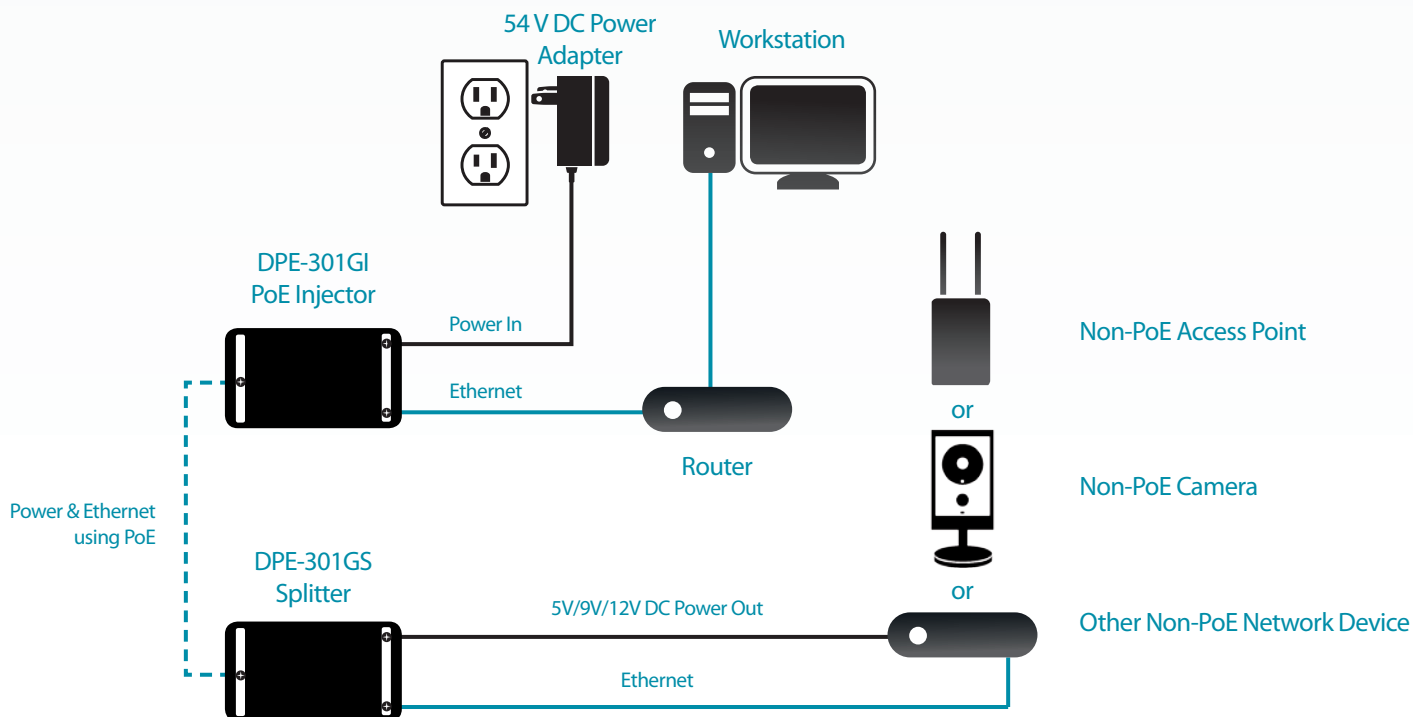 54 V DC Power
Adapter
Workstation
DPE-301GI
PoE Injector
Power In
Ethernet
Router
Non-PoE Access Point
or
Non-PoE Camera
or
Other Non-PoE Network Device
Power & Ethernet
using PoE
DPE-301GS
Splitter
5V/9V/12V DC Power Out
Ethernet